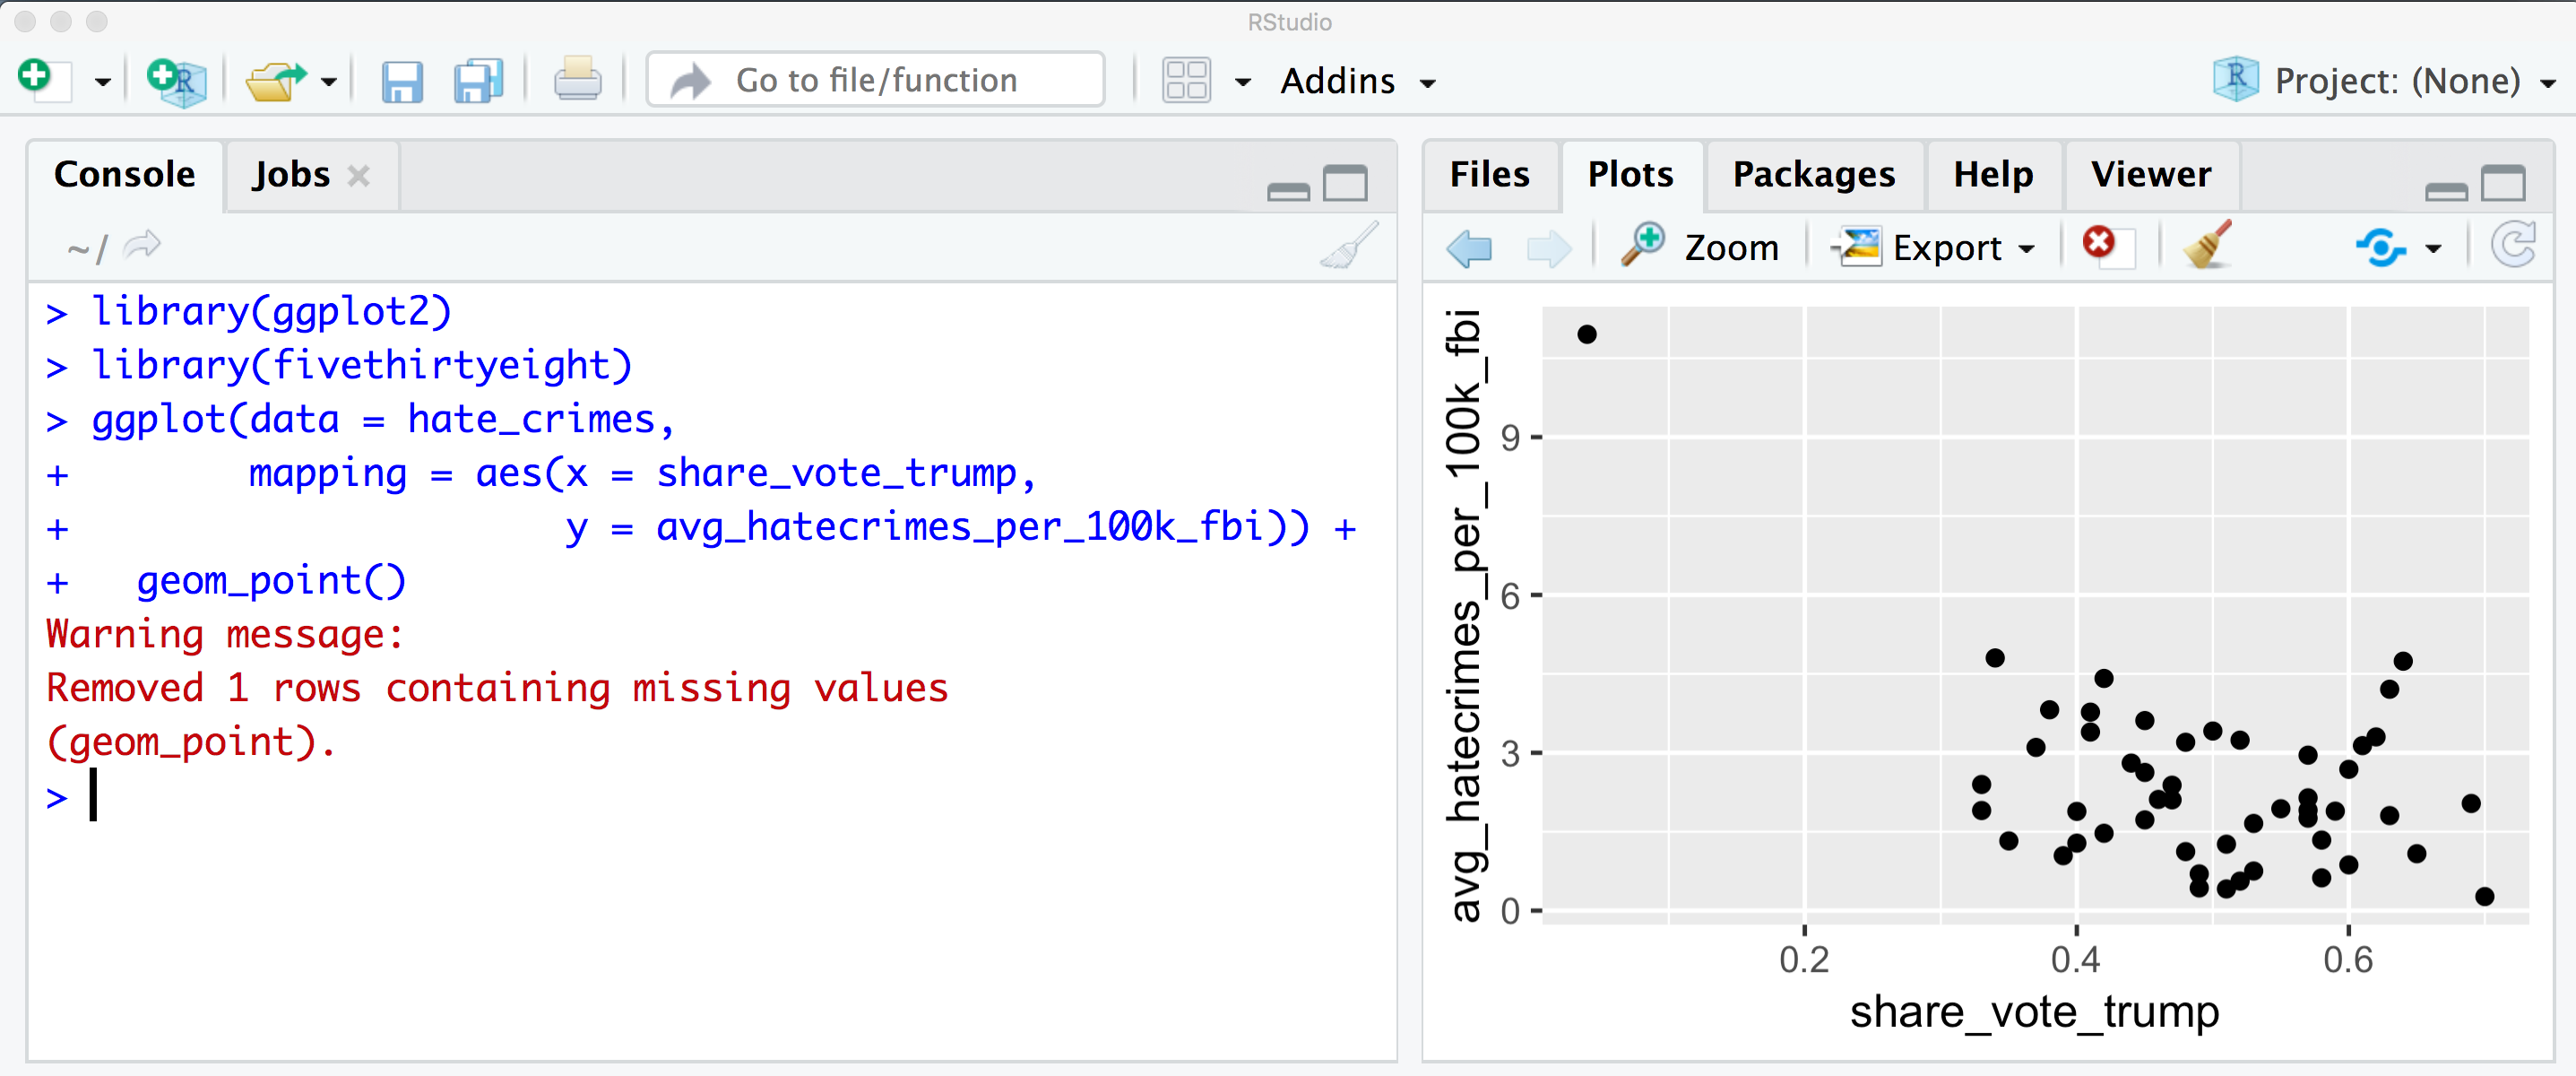 RStudio
Go to file/function
Addins
Project: (None)
Console
Jobs
~/
> library(ggplot2)
> library(fivethirtyeight)
> ggplot(data = hate_crimes,
+        mapping = aes(x = share_vote_trump,
+                      y = avg_hatecrimes_per_100k_fbi)) +
+   geom_point()
Warning message:
Removed 1 rows containing missing values
(geom_point).
>
Files
Plots
Packages
Help
Viewer
Zoom
Export
avg_hatecrimes_per_100k_fbi
9
6
3
0
0.2
0.4
0.6
share_vote_trump